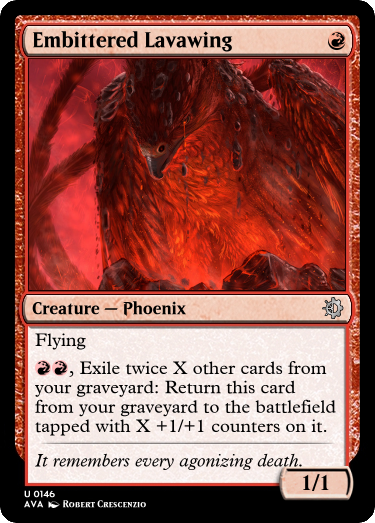 Embittered Lavawing
Creature — Phoenix
Flying
, Exile twice X other cards from
your graveyard: Return this card
from your graveyard to the battlefield
tapped with X +1/+1 counters on it.
It remembers every agonizing death.
1/1
U 0146
AVA Robert Crescenzio